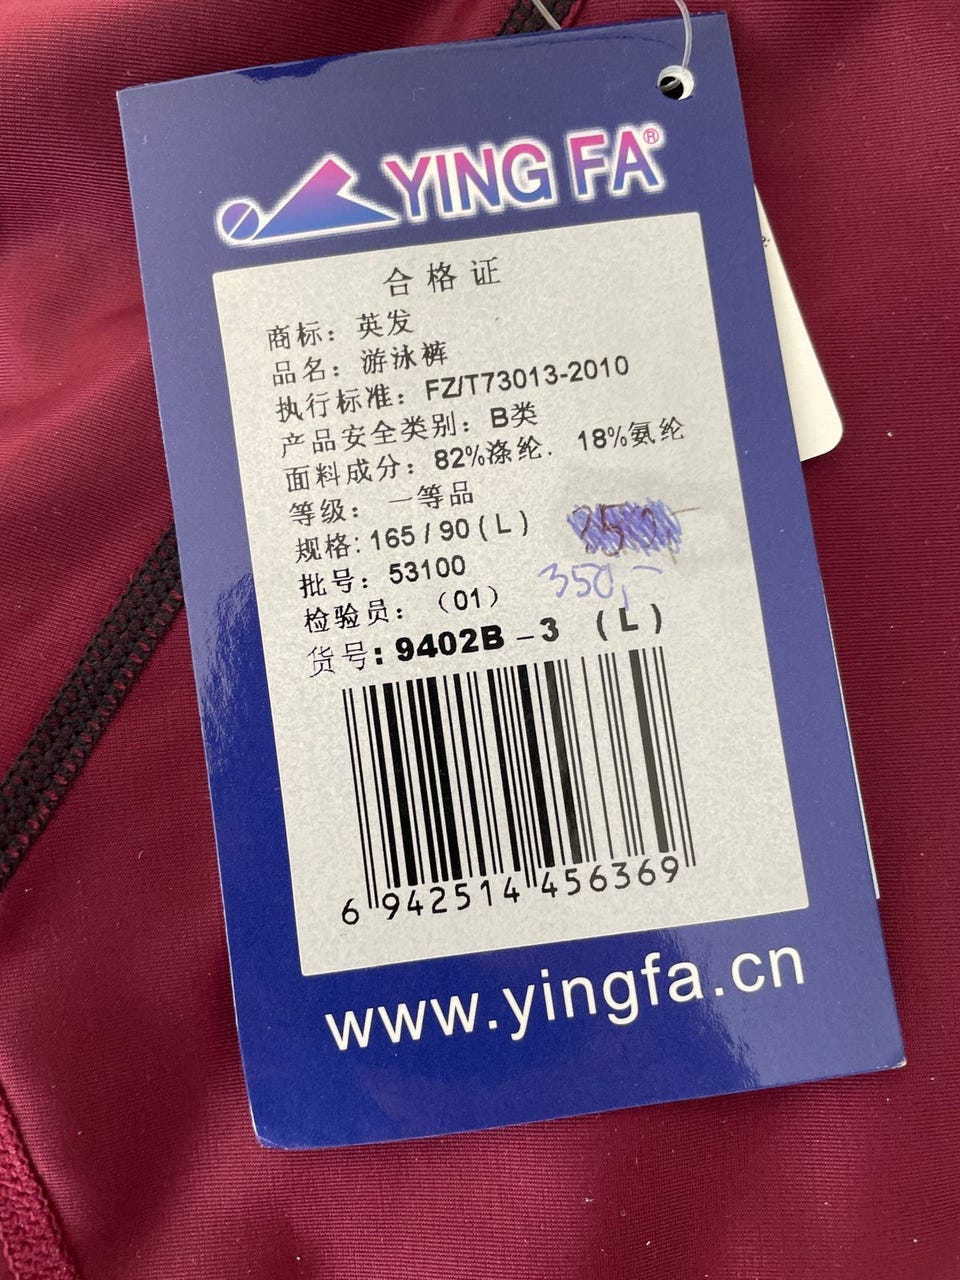 YING FA®
合格证
商标：英发
品名：游泳裤
执行标准：FZ/T73013-2010
产品安全类别：B类
面料成分：82%涤纶. 18%氨纶
等级： 一等品
规格: 165 / 90 ( L )
批号：53100
350,-
检验员：（01）
货号: 9402B - 3 ( L )
6 942514 456369
www.yingfa.cn